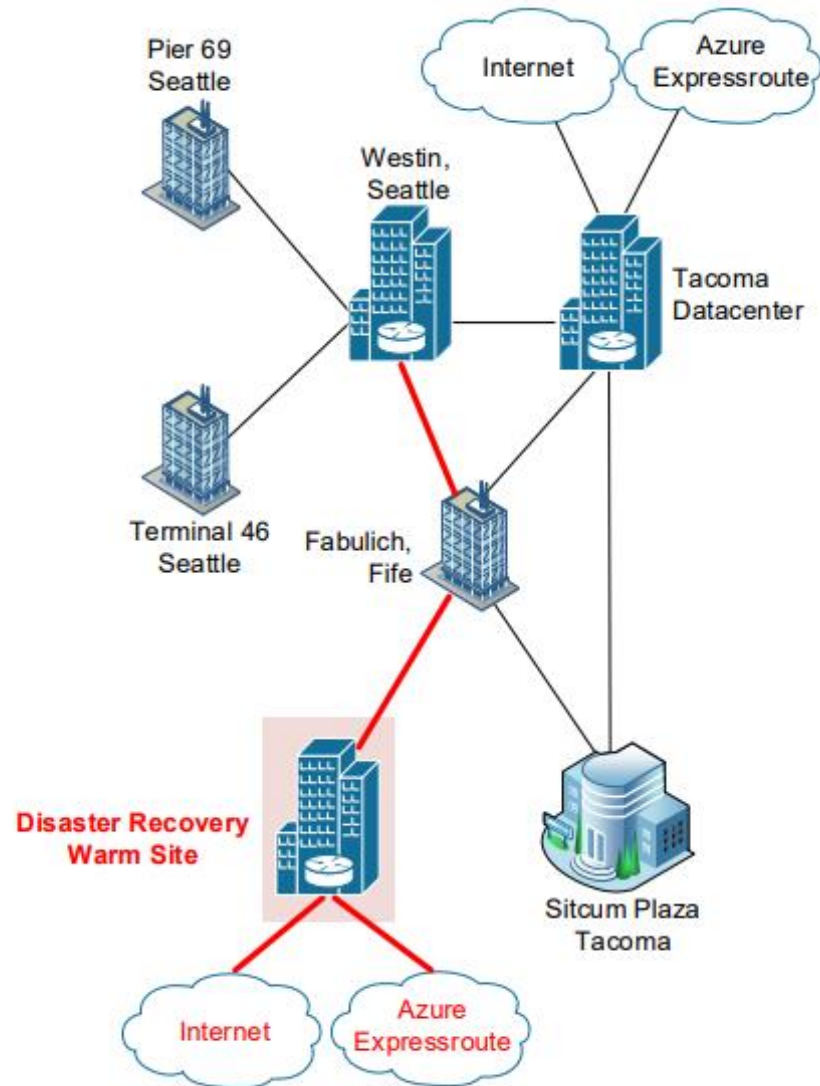 Pier 69
Seattle
Internet
Azure
Expressroute
Westin,
Seattle
Tacoma
Datacenter
Terminal 46
Seattle
Fabulich,
Fife
Disaster Recovery
Warm Site
Sitcum Plaza
Tacoma
Internet
Azure
Expressroute